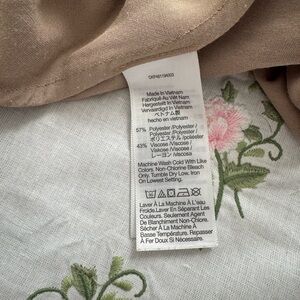 Made In Vietnam
Fabriqué Au Viêt Nam
Hergestellt In Vietnam
Vervaardigd In Vietnam
ベトナム製
hecho en vietnam
57% Polyester/Polyester/
Polyester/Polyester/
ポリエステル /poliéster
43% Viscose/Viscose/
Viskose/Viscose/
レーヨン /viscosa
Machine Wash Cold With Like
Colors. Non-Chlorine Bleach
Only. Tumble Dry Low. Iron
On Lowest Setting.
Laver À La Machine À L'eau
Froide.Laver En Séparant Les
Couleurs. Seulement Agent
De Blanchiment Non-Chlore.
Sécher À La Machine À
Basse Température. Repasser
À Fer Doux Si Nécessaire.